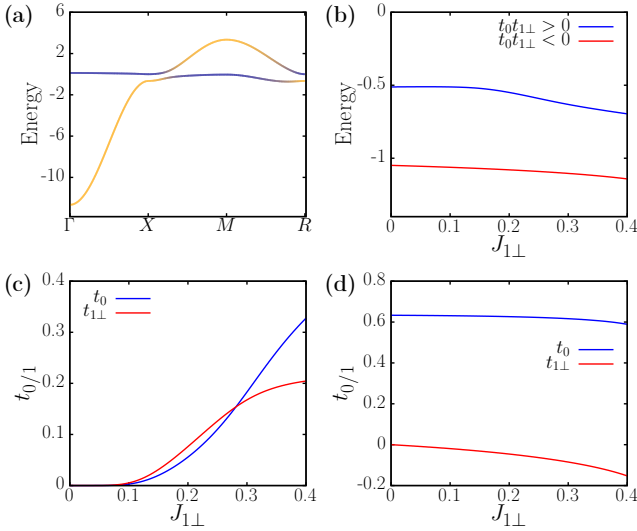 (a)
6
2
-2
-6
-10
Energy
Γ
X
M
R
(b)
t₀t₁⊥ > 0
t₀t₁⊥ < 0
0
-0.5
-1
Energy
0
0.1
0.2
0.3
0.4
J₁⊥
(c)
t₀
t₁⊥
0.4
0.3
0.2
0.1
0
t₀/₁
0
0.1
0.2
0.3
0.4
J₁⊥
(d)
t₀
t₁⊥
0.8
0.6
0.4
0.2
0
-0.2
t₀/₁
0
0.1
0.2
0.3
0.4
J₁⊥